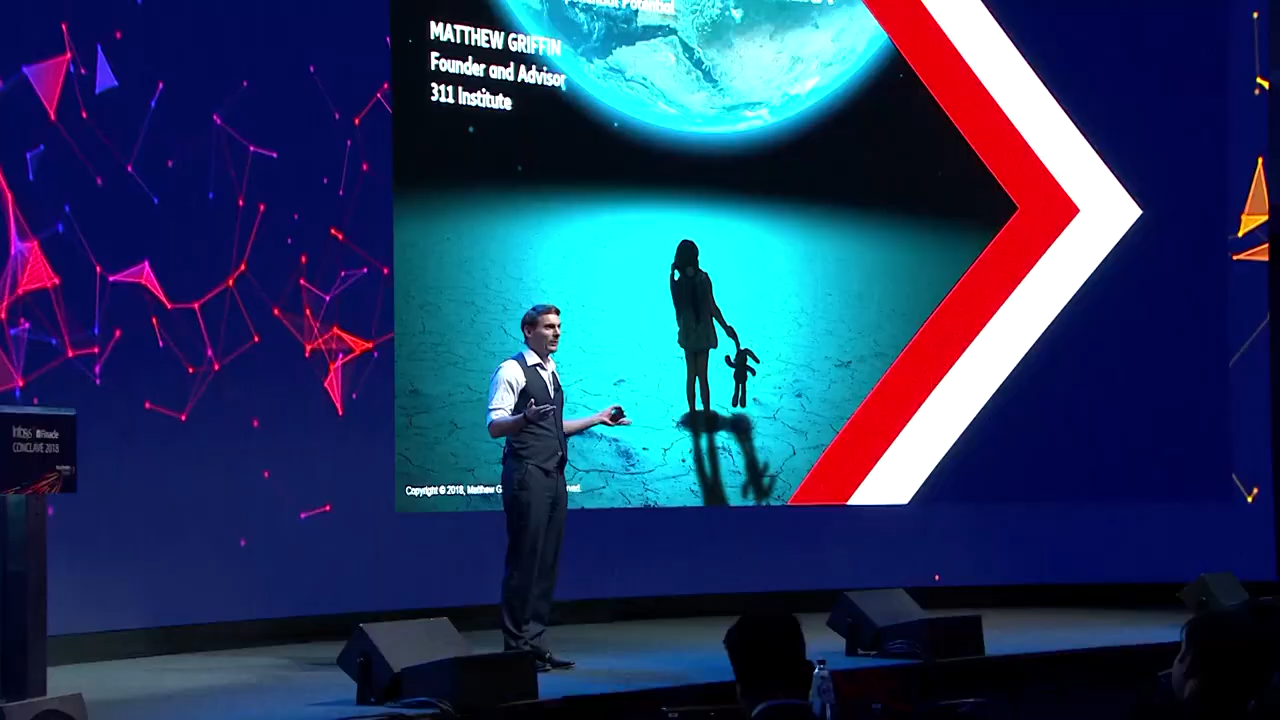 MATTHEW GRIFFIN
Founder and Advisor
311 Institute
Infosys Finacle
CONCLAVE 2018
Copyright © 2018, Matthew G